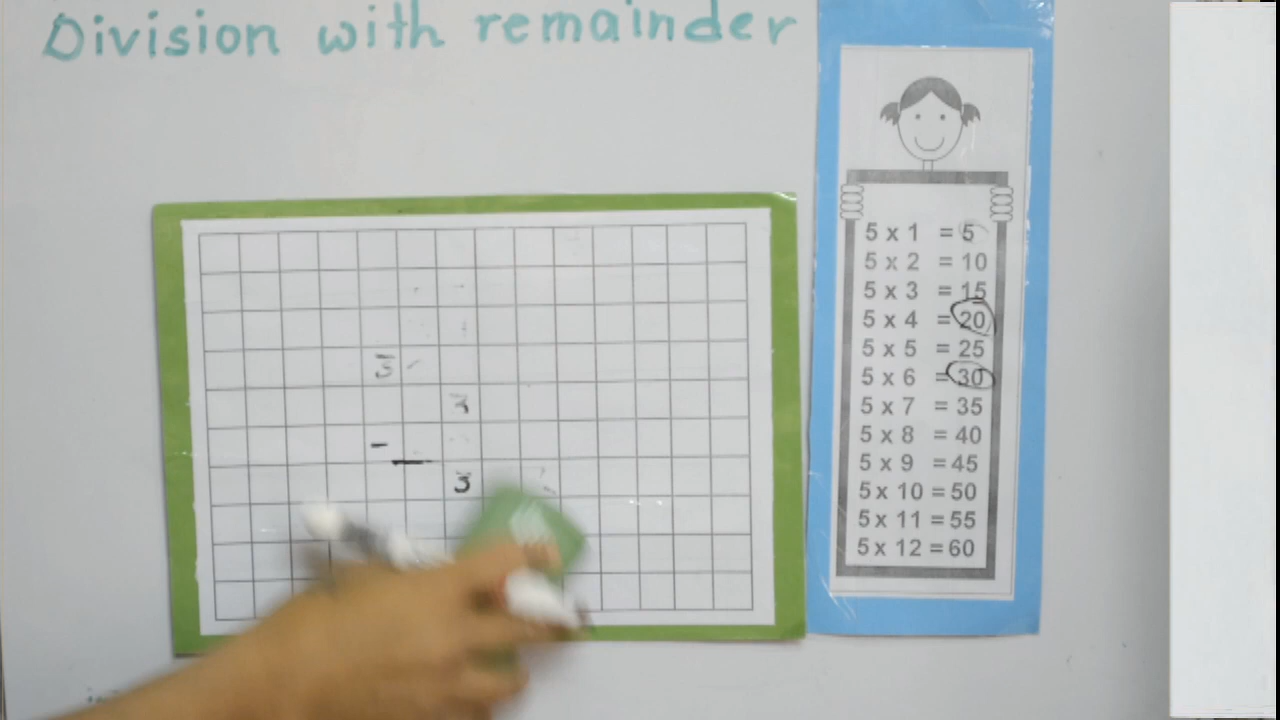 Division with remainder
5 x 1 = 5
5 x 2 = 10
5 x 3 = 15
5 x 4 = 20
5 x 5 = 25
5 x 6 = 30
5 x 7 = 35
5 x 8 = 40
5 x 9 = 45
5 x 10 = 50
5 x 11 = 55
5 x 12 = 60
3
3
-
3